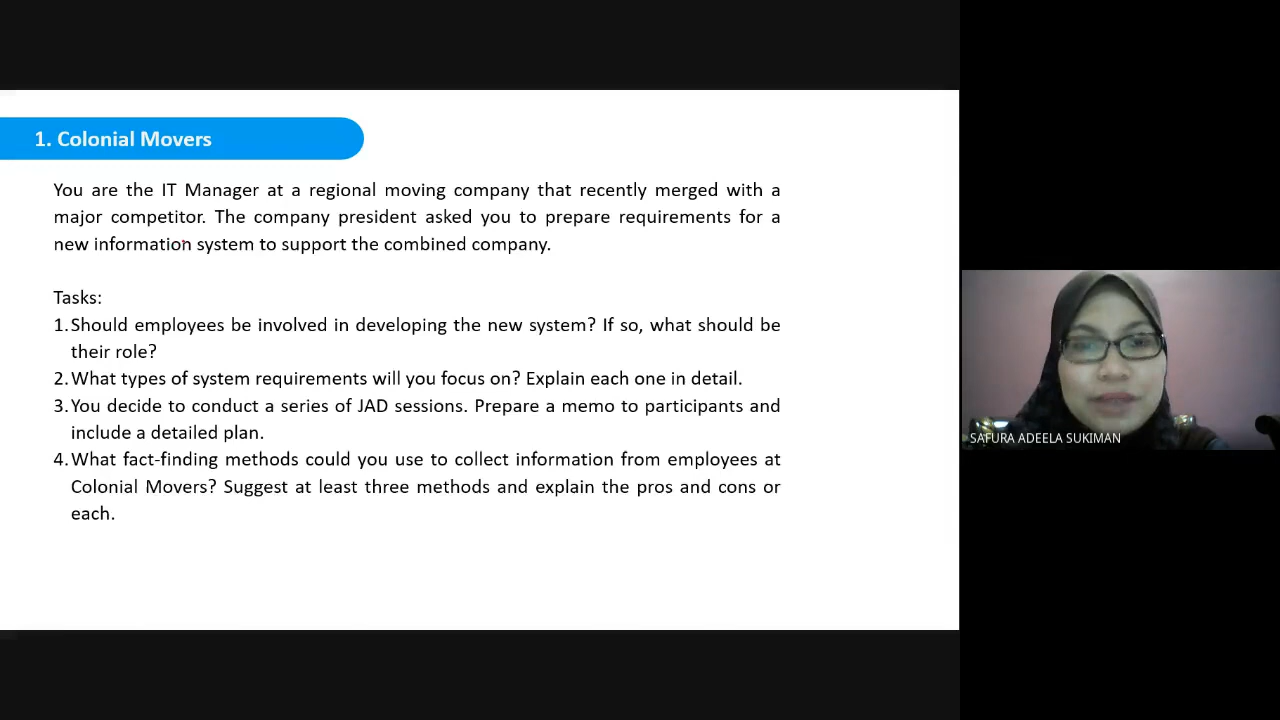 1. Colonial Movers
You are the IT Manager at a regional moving company that recently merged with a
major competitor. The company president asked you to prepare requirements for a
new information system to support the combined company.
Tasks:
1. Should employees be involved in developing the new system? If so, what should be
their role?
2. What types of system requirements will you focus on? Explain each one in detail.
3. You decide to conduct a series of JAD sessions. Prepare a memo to participants and
include a detailed plan.
4. What fact-finding methods could you use to collect information from employees at
Colonial Movers? Suggest at least three methods and explain the pros and cons or
each.
SAFURA ADEELA SUKIMAN